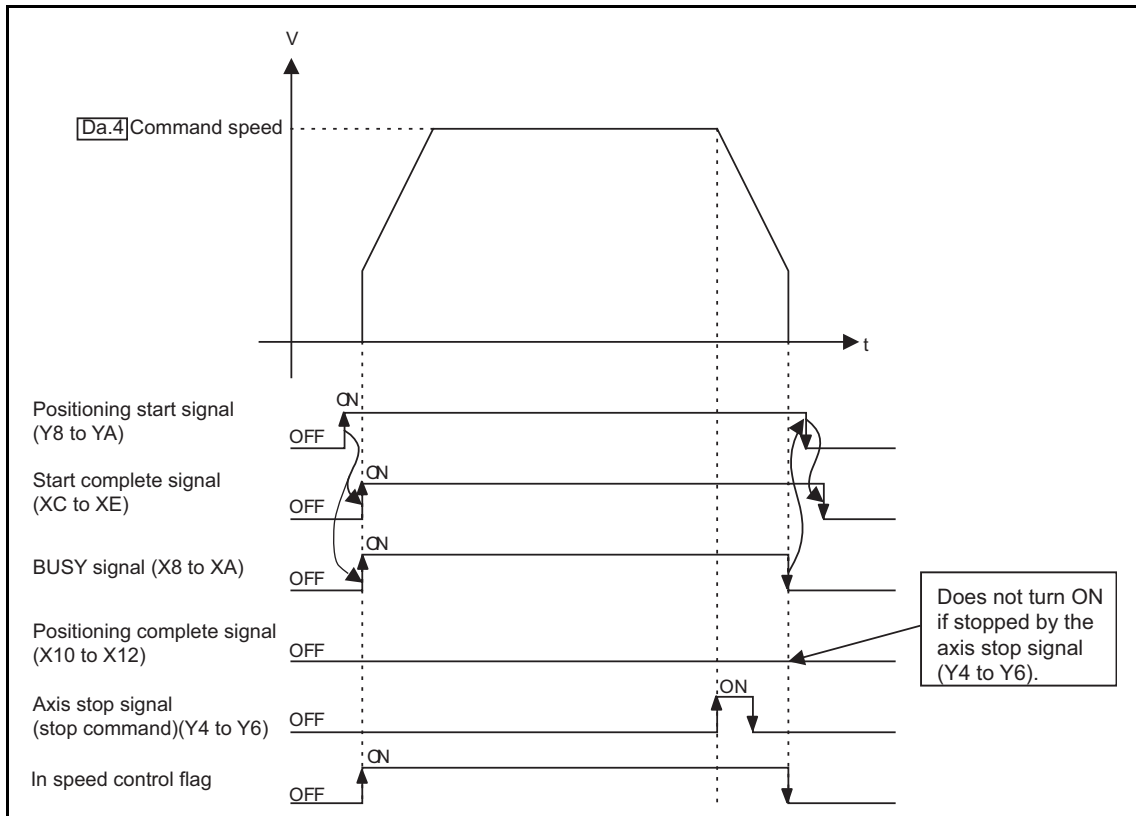 V
Da.4 Command speed
t
Positioning start signal
(Y8 to YA)
ON
OFF
Start complete signal
(XC to XE)
ON
OFF
BUSY signal (X8 to XA)
ON
OFF
Positioning complete signal
(X10 to X12)
OFF
Does not turn ON
if stopped by the
axis stop signal
(Y4 to Y6).
Axis stop signal
(stop command)(Y4 to Y6)
ON
OFF
In speed control flag
ON
OFF